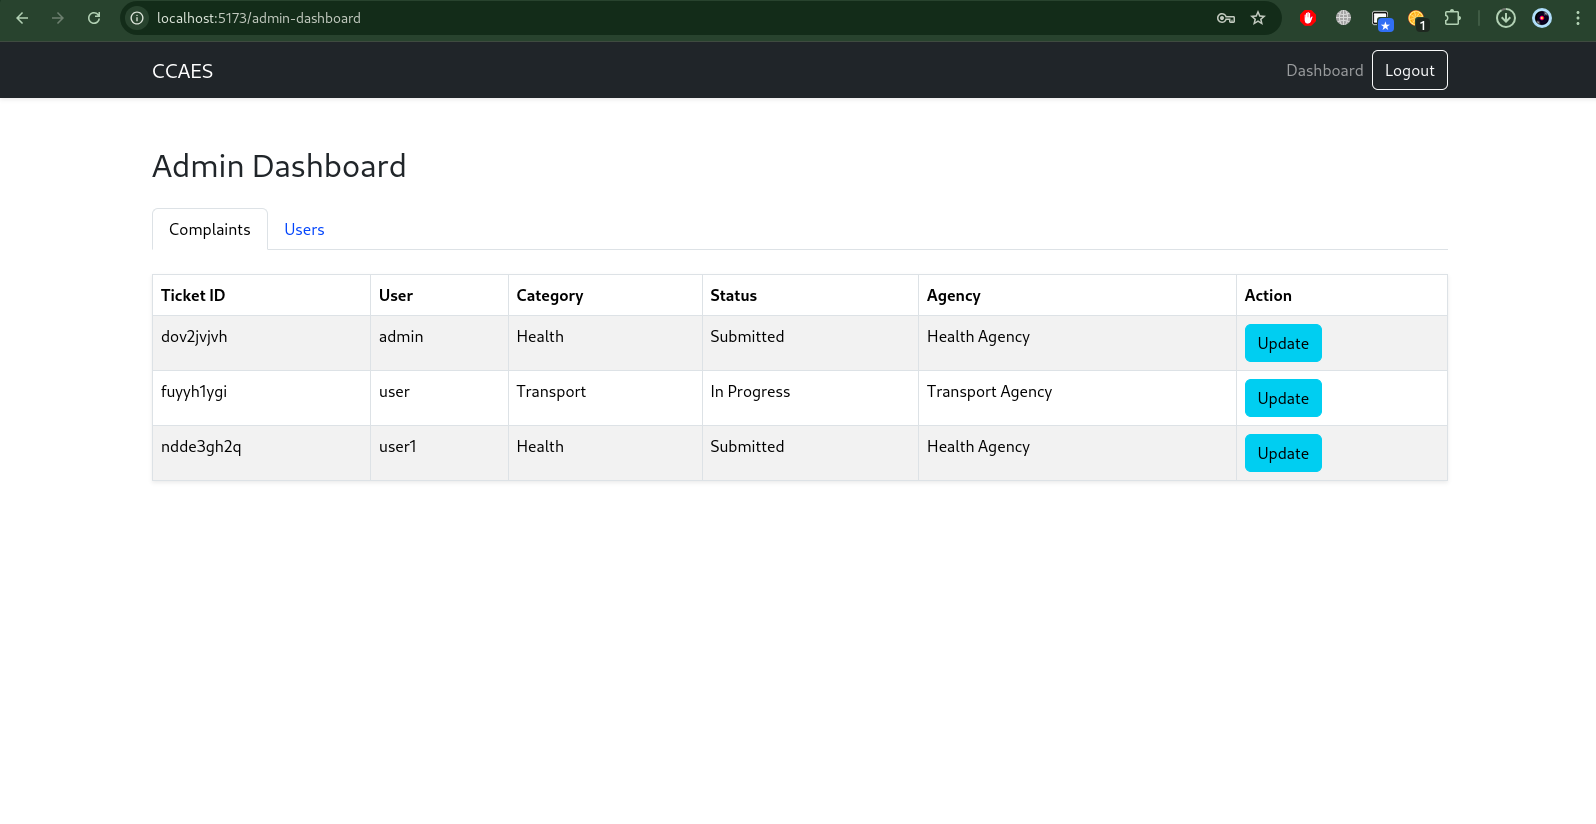 localhost:5173/admin-dashboard
1
CCAES
Dashboard
Logout
Admin Dashboard
Complaints
Users
Ticket ID User Category Status Agency Action
dov2jvjvh admin Health Submitted Health Agency Update
fuyyh1ygi user Transport In Progress Transport Agency Update
ndde3gh2q user1 Health Submitted Health Agency Update